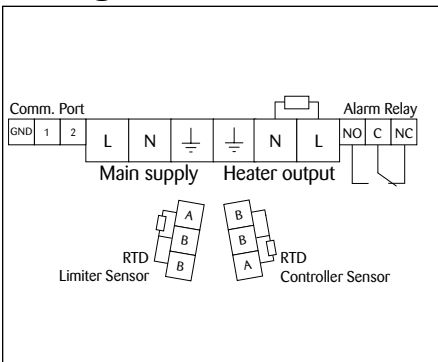 Comm. Port Alarm Relay
GND 1 2 L N N L NO C NC
Main supply Heater output
A B
B B
B A
RTD RTD
Limiter Sensor Controller Sensor